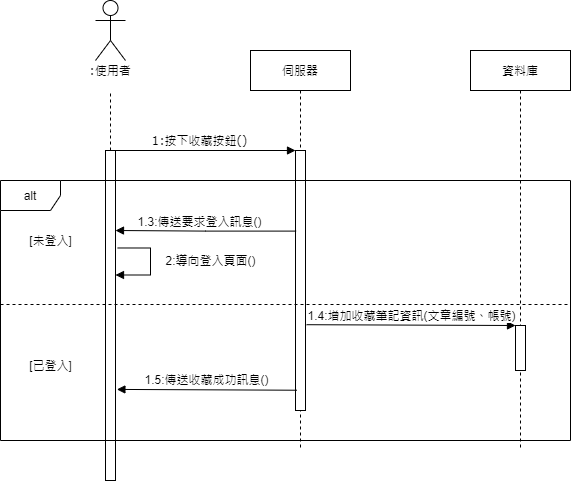 :使用者
伺服器
資料庫
1:按下收藏按鈕()
alt
1.3:傳送要求登入訊息()
[未登入]
2:導向登入頁面()
1.4:增加收藏筆記資訊(文章編號、帳號)
[已登入]
1.5:傳送收藏成功訊息()